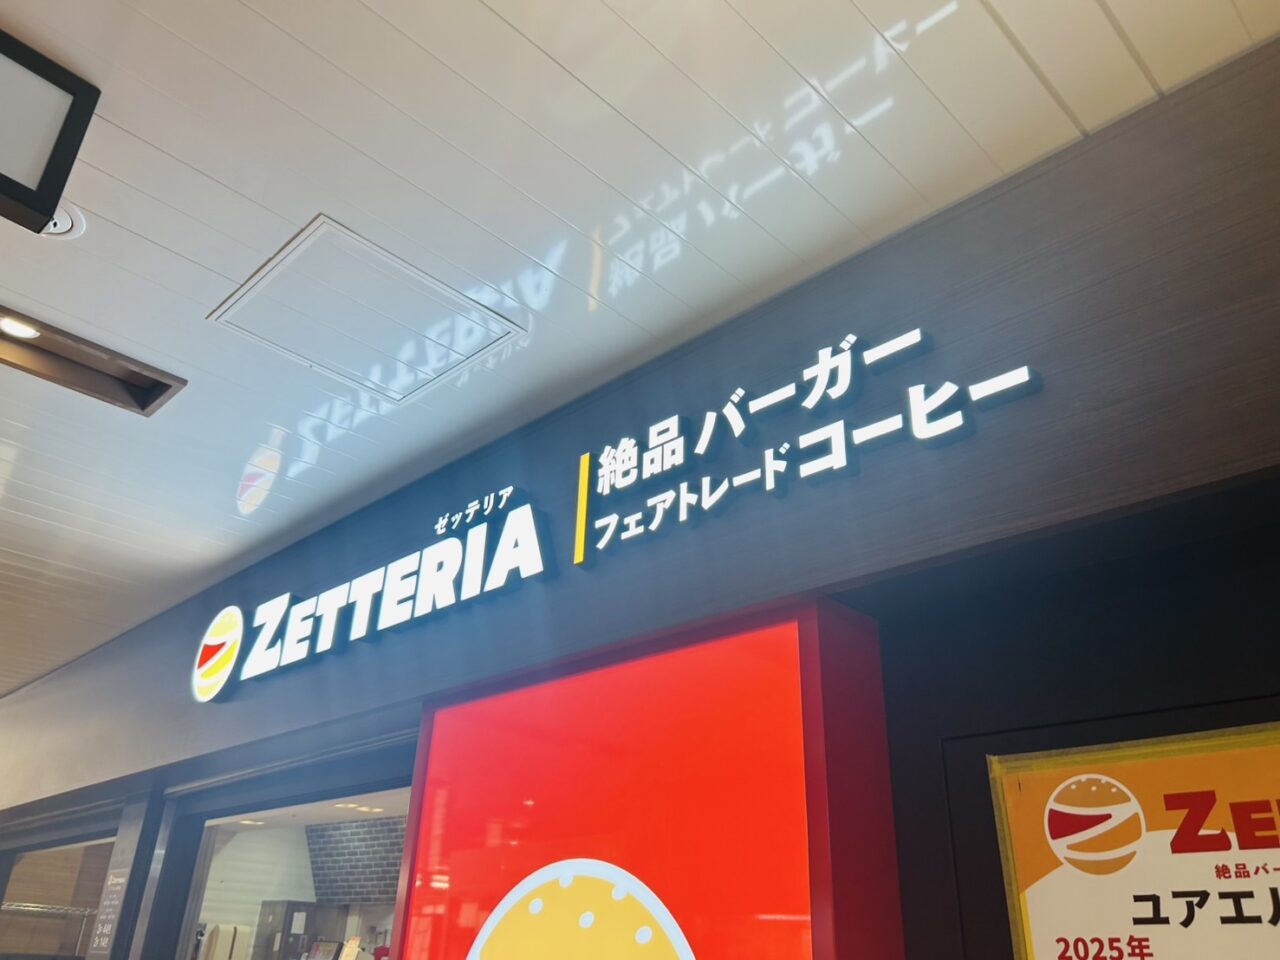 ゼッテリア
ZETTERIA
絶品バーガー
フェアトレードコーヒー
絶品バー
ユアエル
2025年